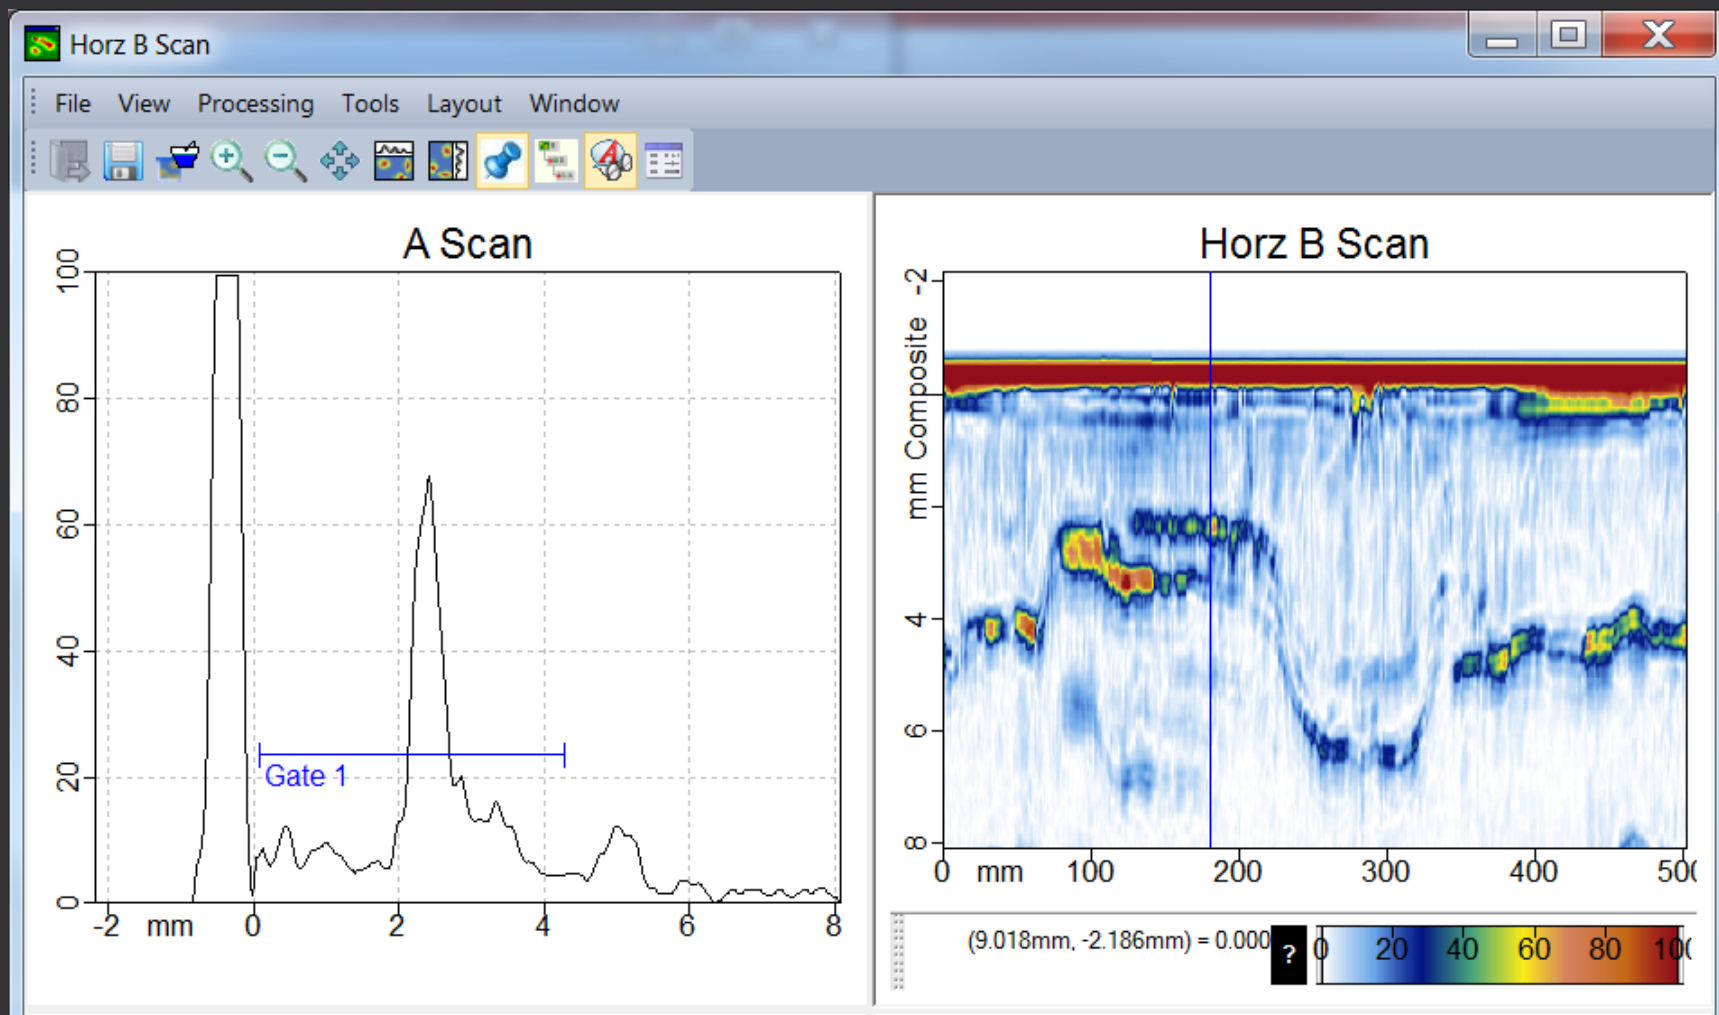 Horz B Scan
File View Processing Tools Layout Window
A Scan
100
80
60
40
20
0
Gate 1
-2 mm 0 2 4 6 8
Horz B Scan
-2
mm Composite
4
6
8
0 mm 100 200 300 400 500
(9.018mm, -2.186mm) = 0.000
?
0 20 40 60 80 100